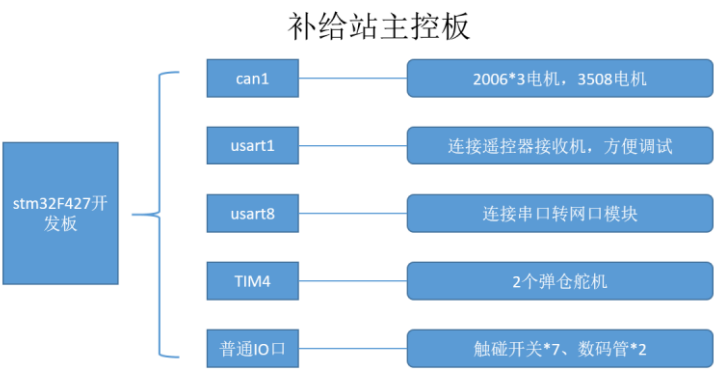 补给站主控板
stm32F427开
发板
can1
2006*3电机，3508电机
usart1
连接遥控器接收机，方便调试
usart8
连接串口转网口模块
TIM4
2个弹仓舵机
普通IO口
触碰开关*7、数码管*2